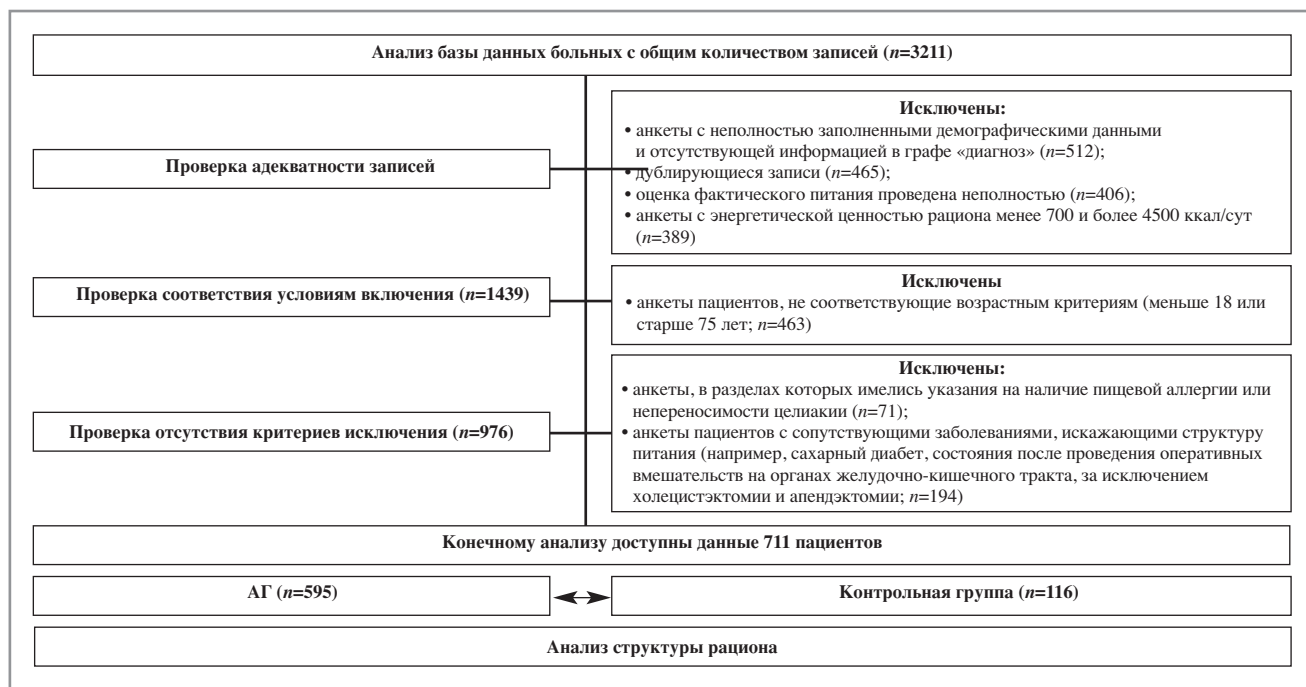 Анализ базы данных больных с общим количеством записей (n=3211)
Проверка адекватности записей
Исключены:
• анкеты с неполностью заполненными демографическими данными
и отсутствующей информацией в графе «диагноз» (n=512);
• дублирующиеся записи (n=465);
• оценка фактического питания проведена неполностью (n=406);
• анкеты с энергетической ценностью рациона менее 700 и более 4500 ккал/сут
(n=389)
Проверка соответствия условиям включения (n=1439)
Исключены
• анкеты пациентов, не соответствующие возрастным критериям (меньше 18 или
старше 75 лет; n=463)
Проверка отсутствия критериев исключения (n=976)
Исключены:
• анкеты, в разделах которых имелись указания на наличие пищевой аллергии или
непереносимости целиакии (n=71);
• анкеты пациентов с сопутствующими заболеваниями, искажающими структуру
питания (например, сахарный диабет, состояния после проведения оперативных
вмешательств на органах желудочно-кишечного тракта, за исключением
холецистэктомии и апендэктомии; n=194)
Конечному анализу доступны данные 711 пациентов
АГ (n=595)
Контрольная группа (n=116)
Анализ структуры рациона